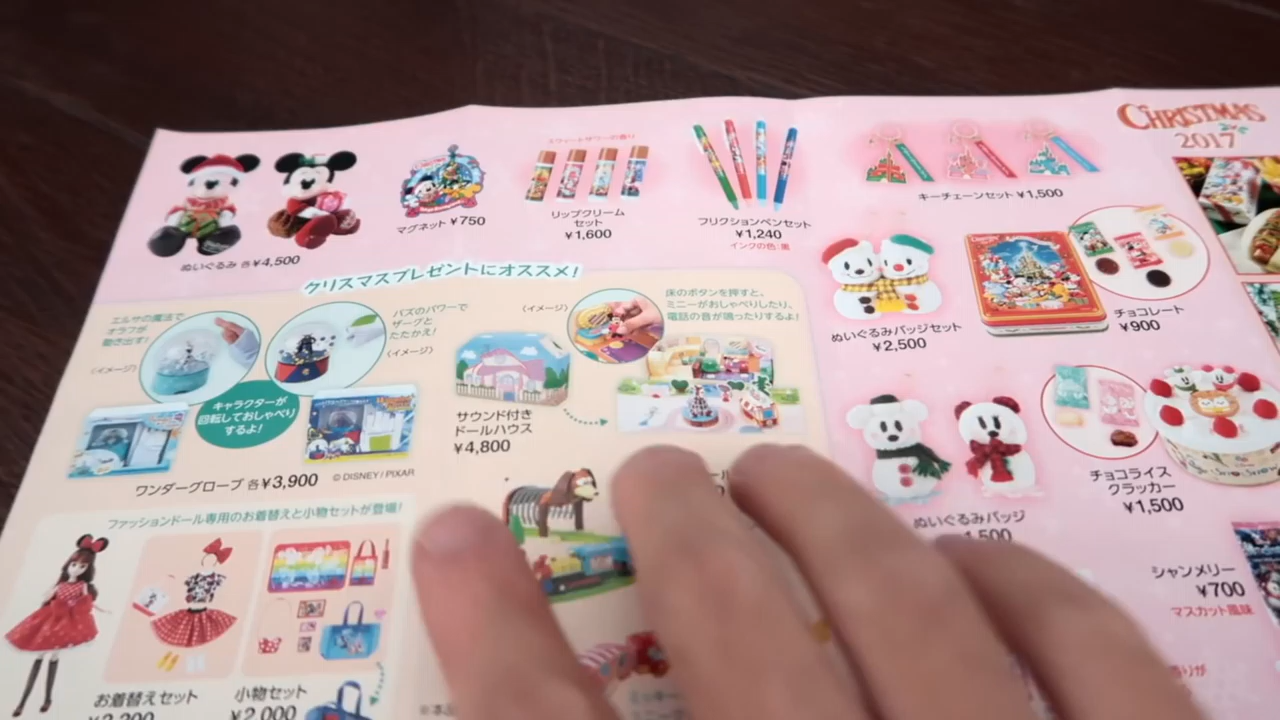 CHRISTMAS
2017
スウィートサワーの香り
ぬいぐるみ 各¥4,500
マグネット ¥750
リップクリーム
セット
¥1,600
フリクションペンセット
¥1,240
インクの色:黒
キーチェーンセット ¥1,500
クリスマスプレゼントにオススメ!
エルサの魔法で
オラフが
動き出す!
〈イメージ〉
バズのパワーで
ザーグと
たたかえ!
〈イメージ〉
キャラクターが
回転しておしゃべり
するよ!
ワンダーグローブ 各¥3,900
© DISNEY / PIXAR
〈イメージ〉
床のボタンを押すと、
ミニーがおしゃべりしたり、
電話の音が鳴ったりするよ!
サウンド付き
ドールハウス
¥4,800
ぬいぐるみバッジセット
¥2,500
チョコレート
¥900
ぬいぐるみバッジ
1,500
チョコライス
クラッカー
¥1,500
シャンメリー
¥700
マスカット風味
ファッションドール専用のお着替えと小物セットが登場!
お着替えセット
小物セット
¥2,000